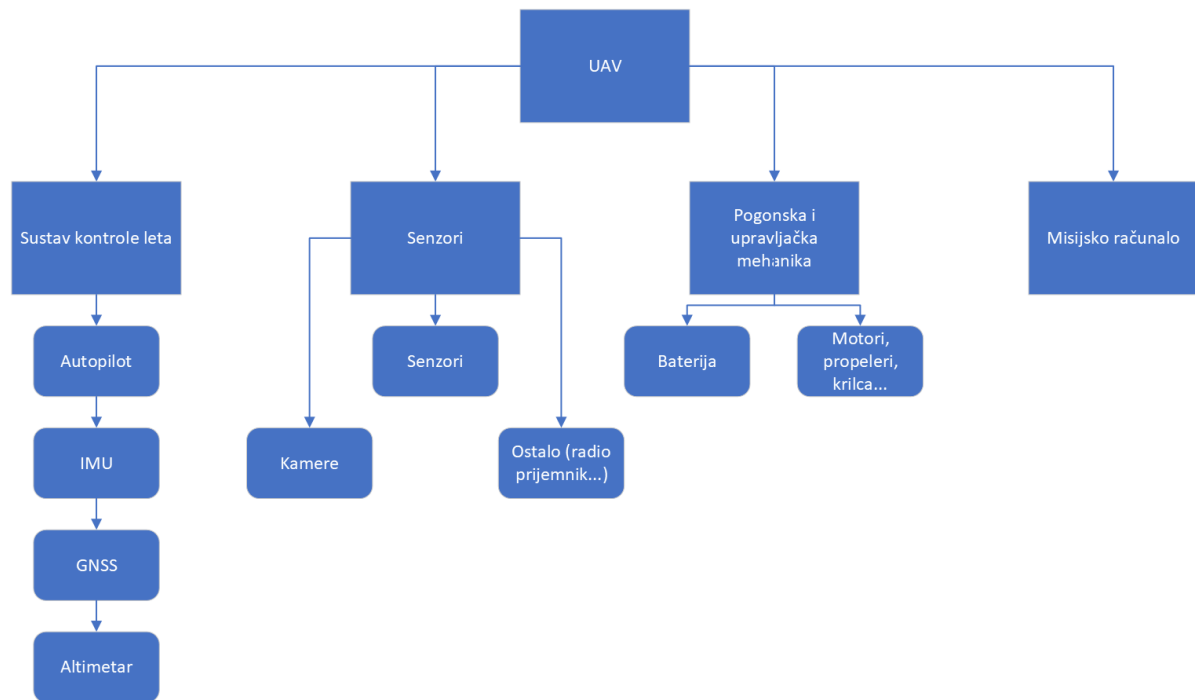 UAV
Sustav kontrole leta
Senzori
Pogonska i
upravljačka
mehanika
Misijsko računalo
Autopilot
Senzori
Baterija
Motori,
propeleri,
krilca...
IMU
Kamere
Ostalo (radio
prijemnik...)
GNSS
Altimetar